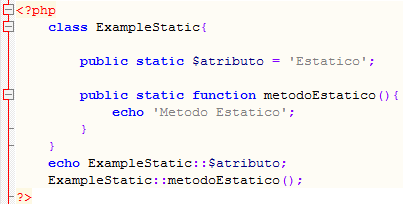 <?php
class ExampleStatic{
public static $atributo = 'Estatico';
public static function metodoEstatico(){
echo 'Metodo Estatico';
}
}
echo ExampleStatic::$atributo;
ExampleStatic::metodoEstatico();
?>